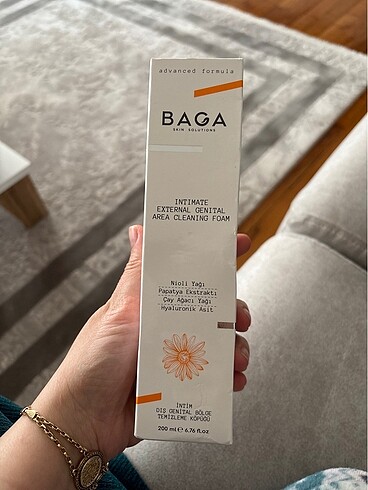 advanced formula
BAGA
SKIN SOLUTIONS
INTIMATE
EXTERNAL GENITAL
AREA CLEANING FOAM
Nioli Yağı
Papatya Ekstraktı
Çay Ağacı Yağı
Hyaluronik Asit
İNTİM
DIŞ GENİTAL BÖLGE
TEMİZLEME KÖPÜĞÜ
200 ml ℮ 6.76 fl.oz